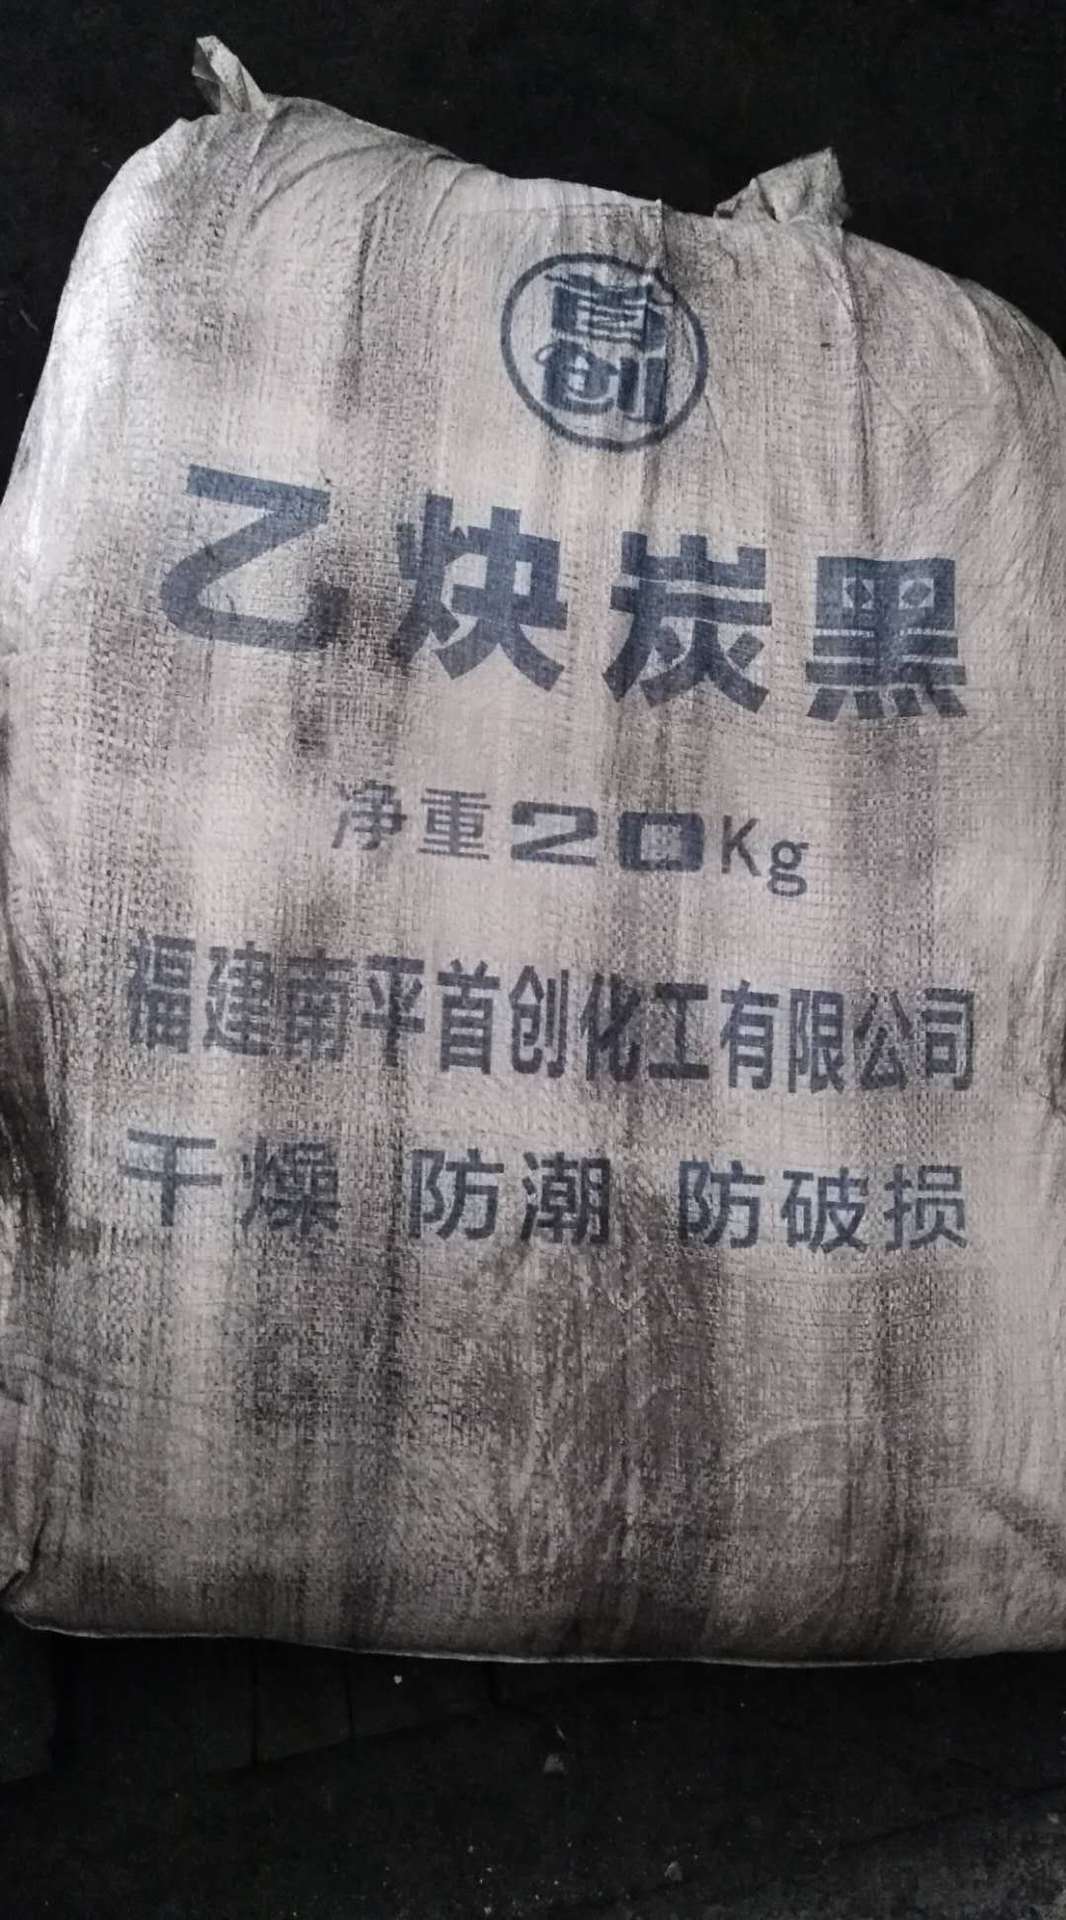 首
创
乙炔炭黑
净重20Kg
福建南平首创化工有限公司
干燥 防潮 防破损